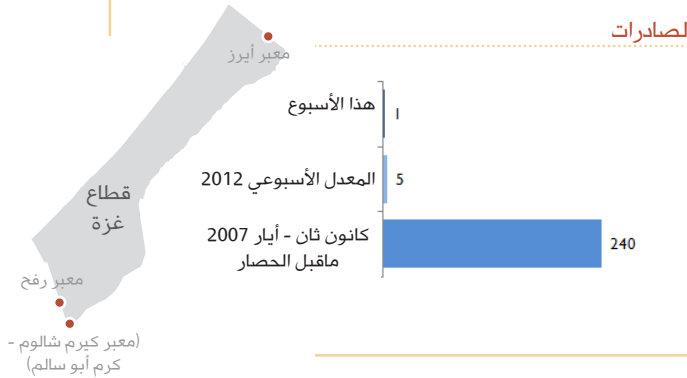 لصادرات
معبر أيرز
هذا الأسبوع
1
المعدل الأسبوعي 2012
5
كانون ثان - أيار 2007
ماقبل الحصار
240
قطاع
غزة
معبر رفح
(معبر كيرم شالوم -
كرم أبو سالم)